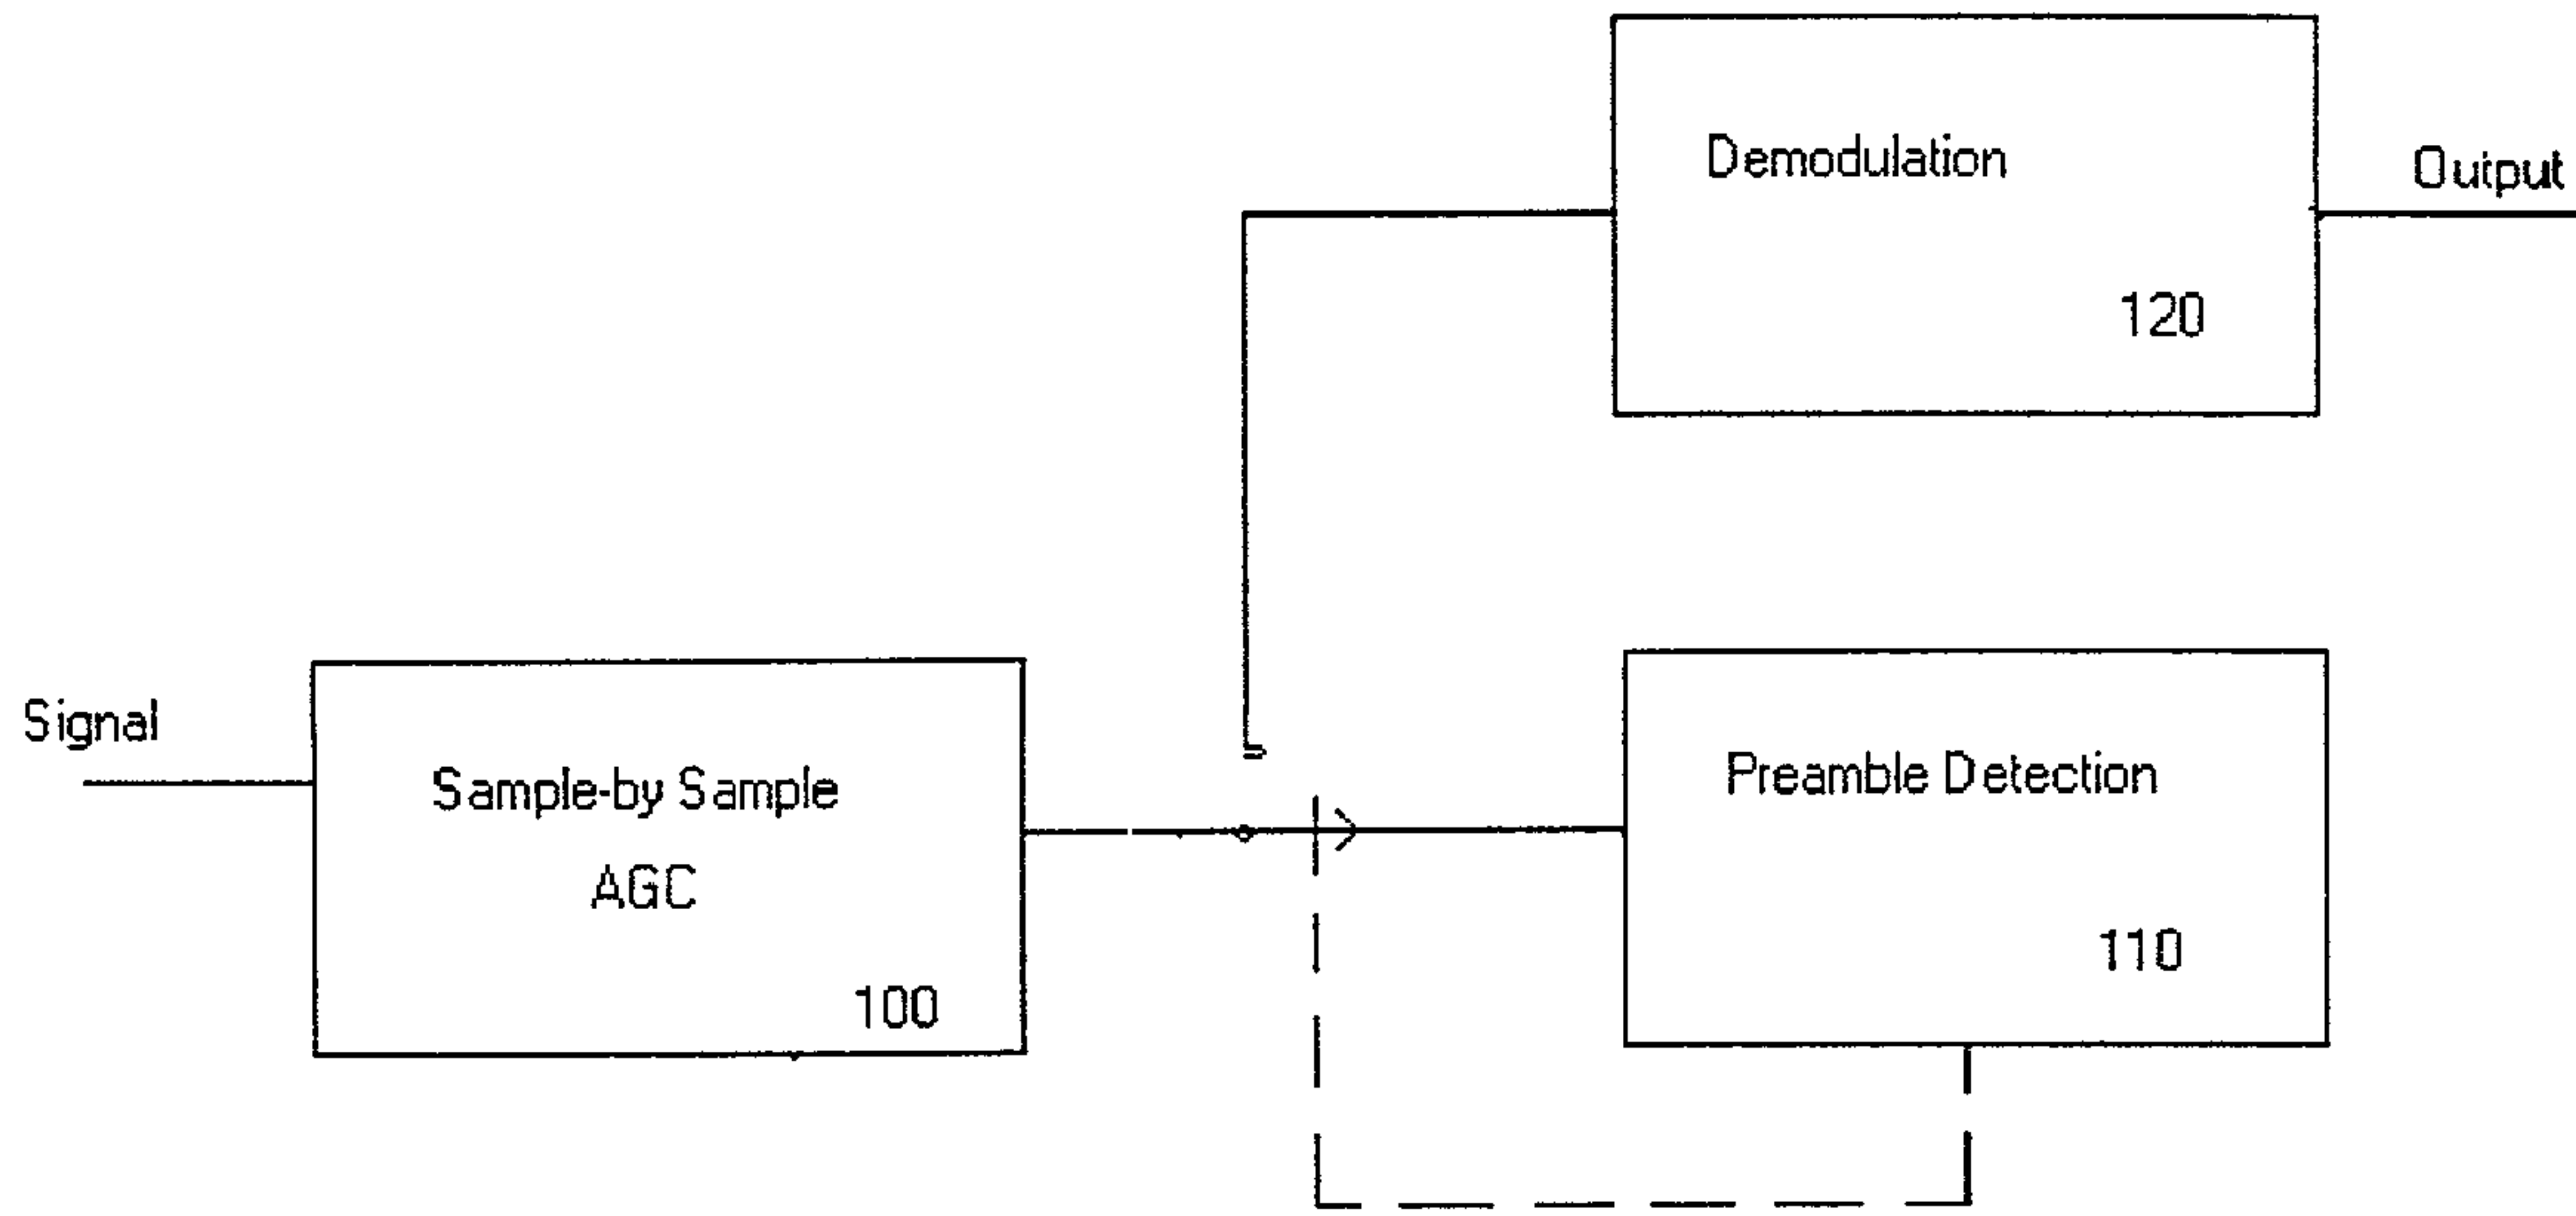 Demodulation
Output
120
Signal
Sample-by Sample
AGC
100
Preamble Detection
110